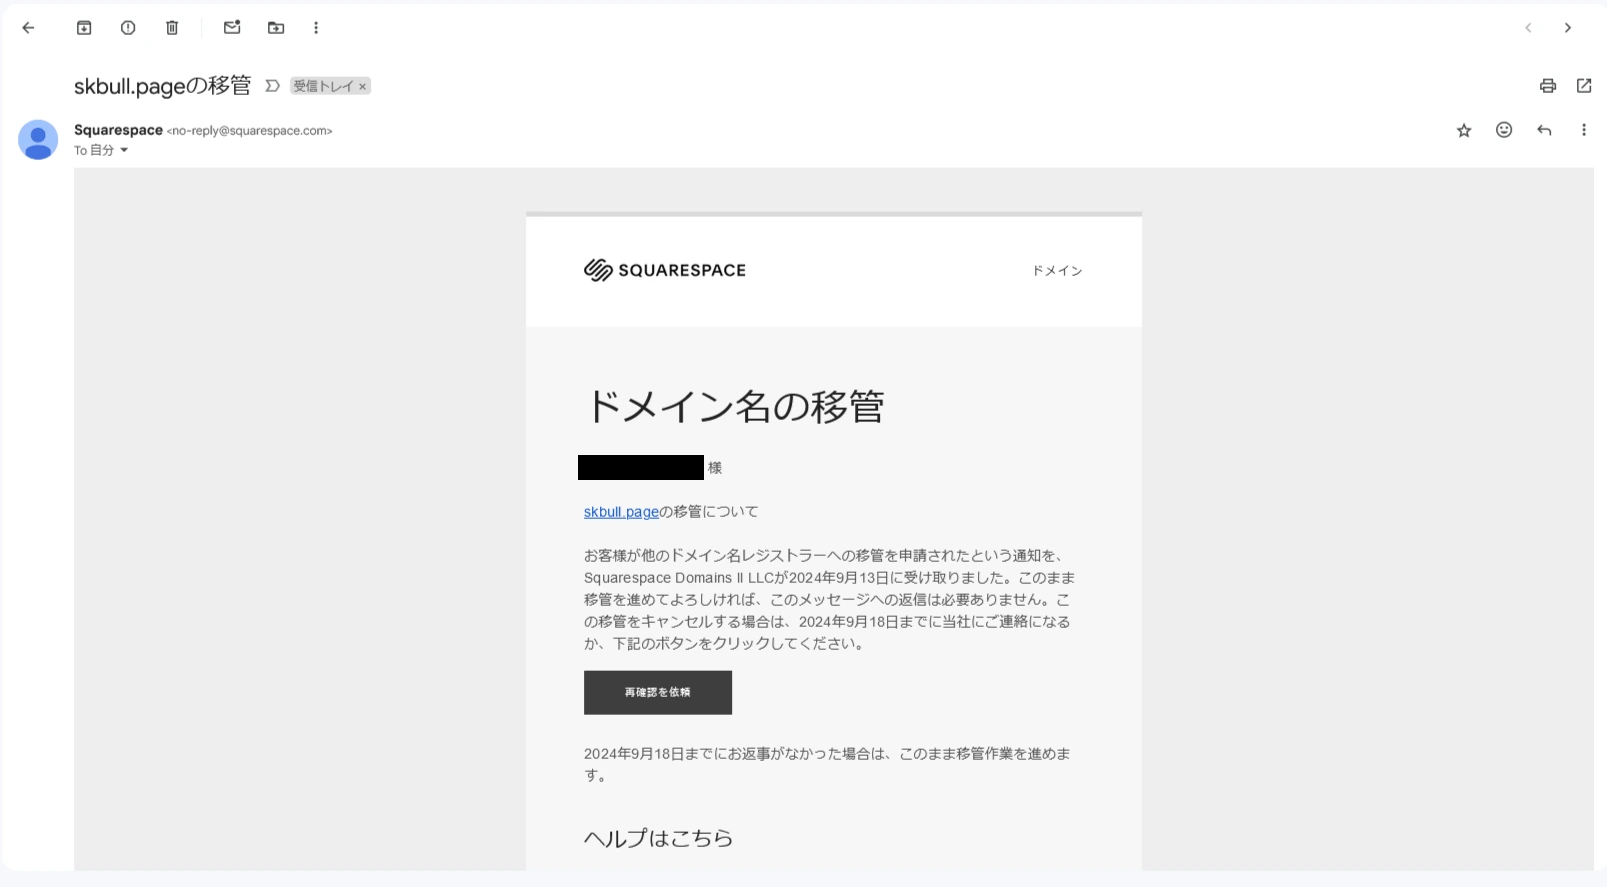 skbull.pageの移管
受信トレイ ×
Squarespace <no-reply@squarespace.com>
To 自分
SQUARESPACE
ドメイン
ドメイン名の移管
様
skbull.pageの移管について
お客様が他のドメイン名レジストラーへの移管を申請されたという通知を、
Squarespace Domains II LLCが2024年9月13日に受け取りました。このまま
移管を進めてよろしければ、このメッセージへの返信は必要ありません。こ
の移管をキャンセルする場合は、2024年9月18日までに当社にご連絡になる
か、下記のボタンをクリックしてください。
再確認を依頼
2024年9月18日までにお返事がなかった場合は、このまま移管作業を進めま
す。
ヘルプはこちら